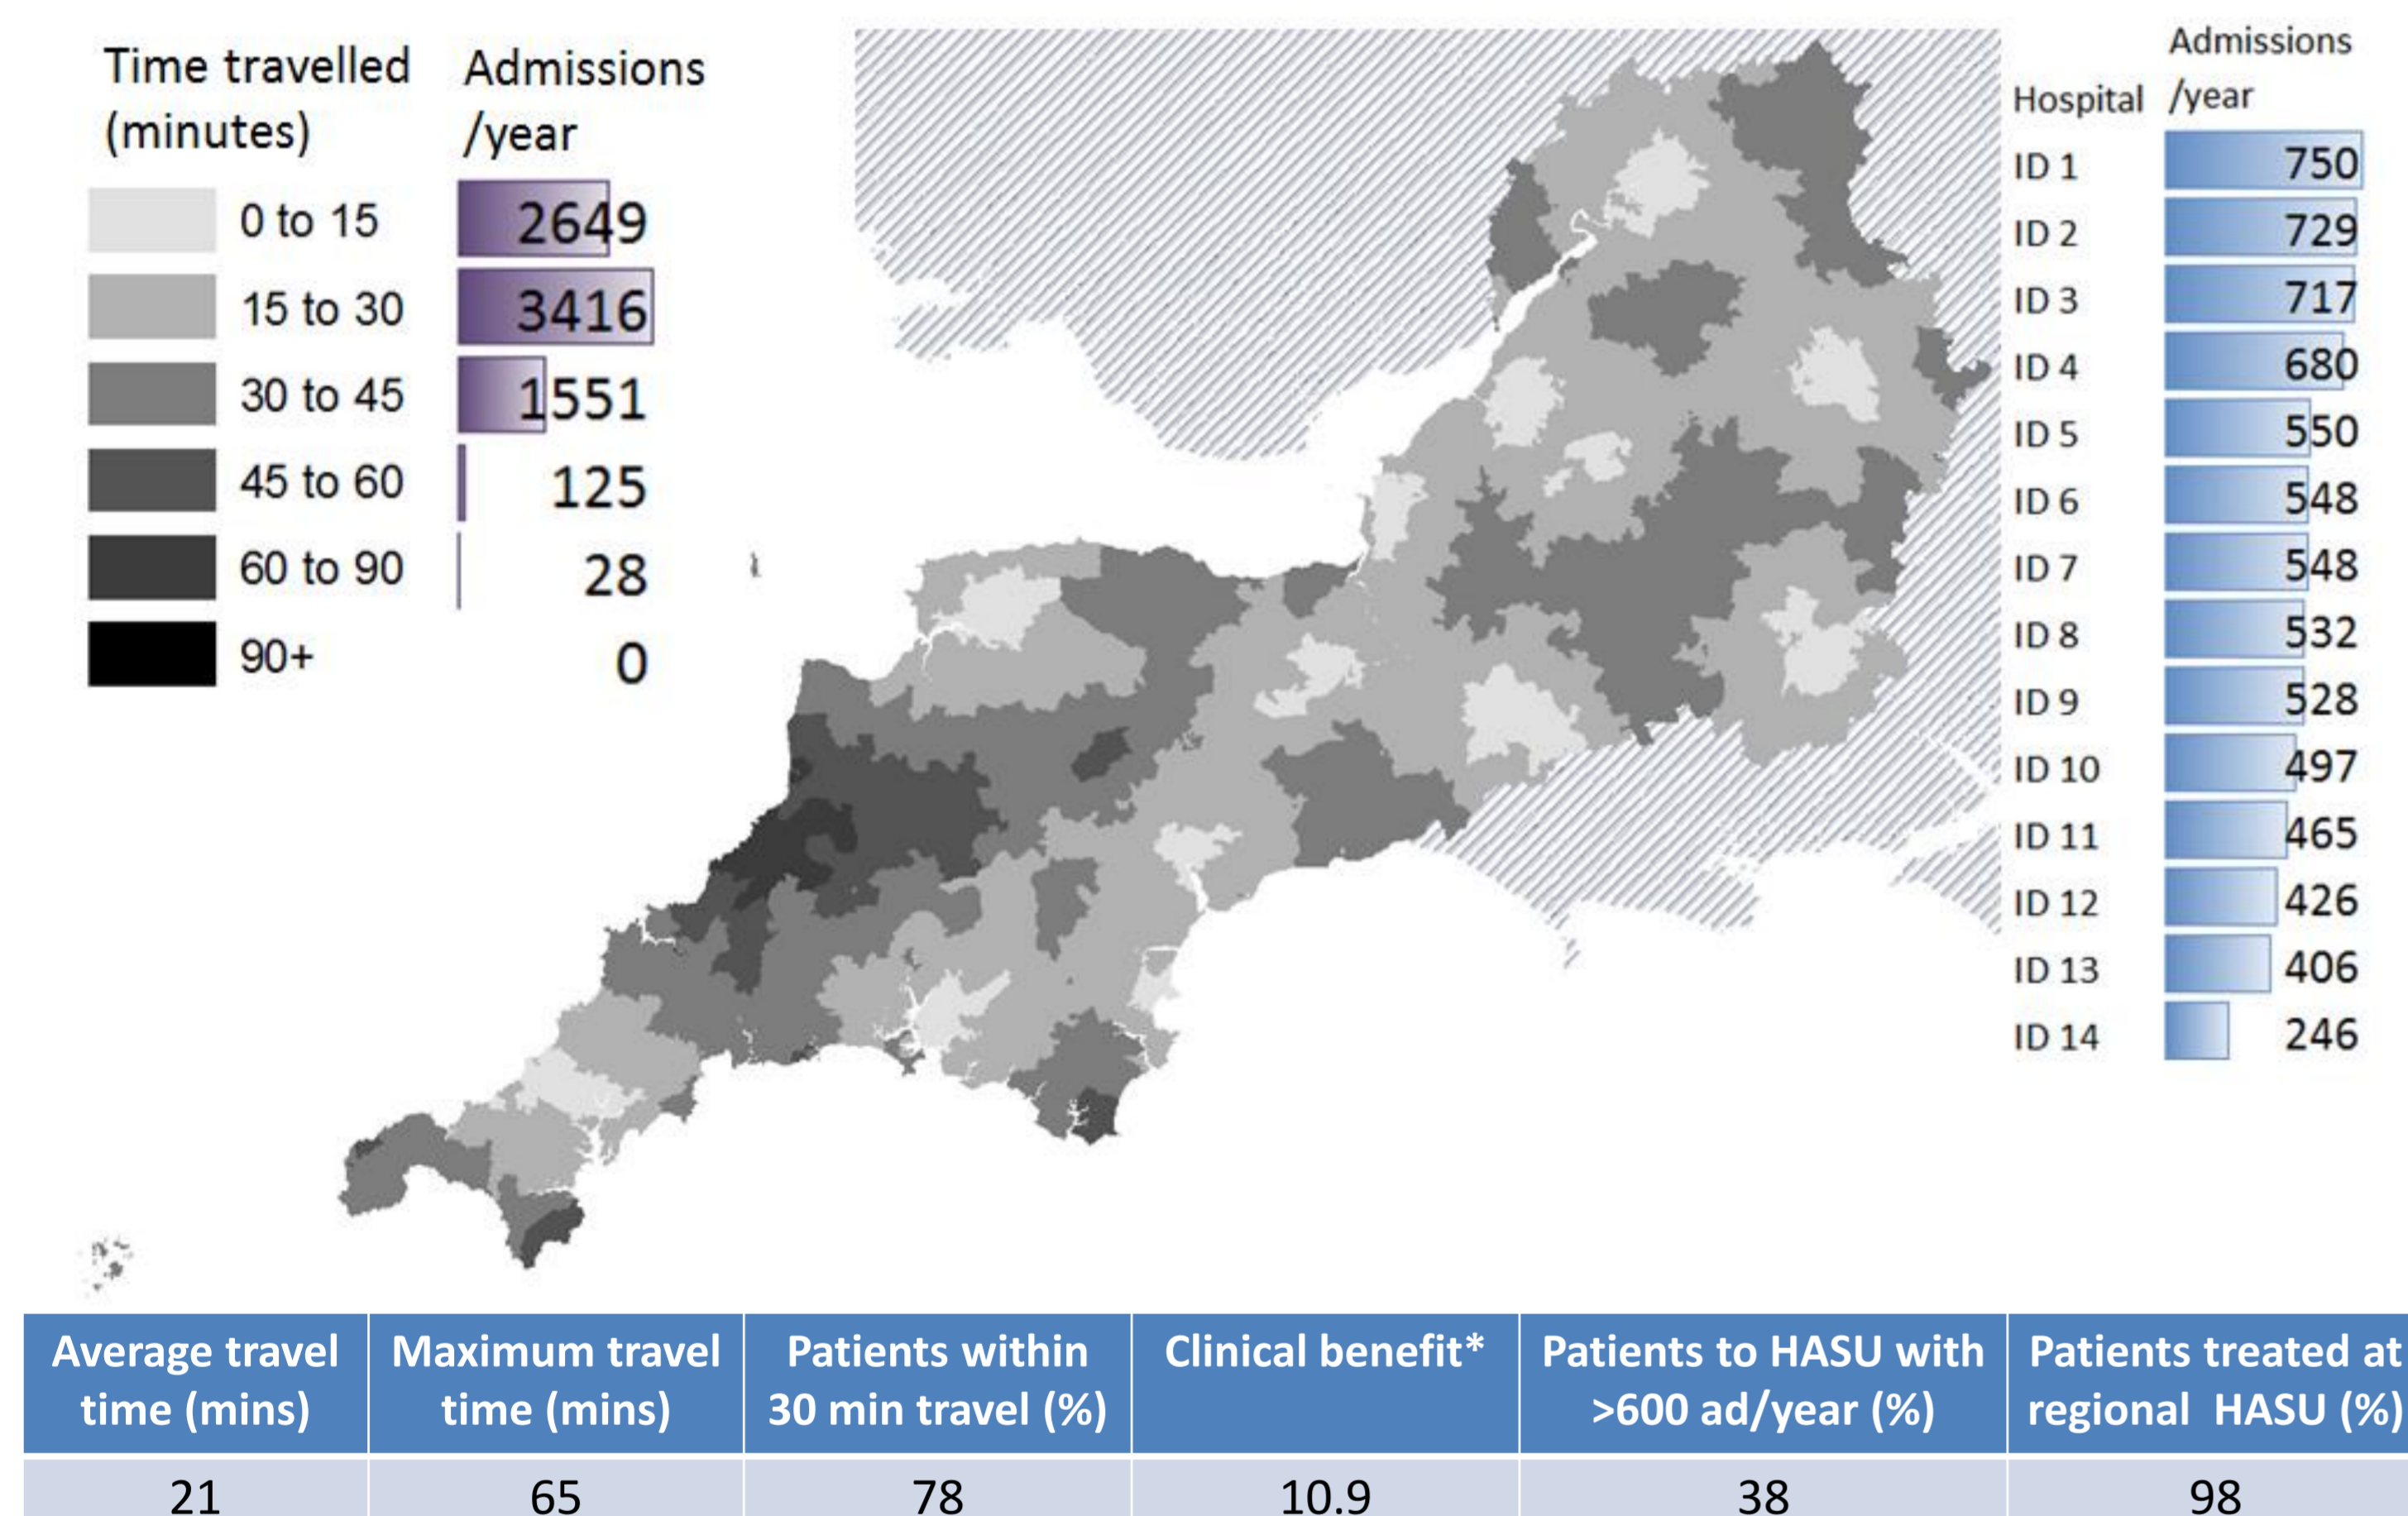 Time travelled
(minutes)
Admissions
/year
0 to 15 2649
15 to 30 3416
30 to 45 1551
45 to 60 125
60 to 90 28
90+ 0
Admissions
Hospital /year
ID 1 750
ID 2 729
ID 3 717
ID 4 680
ID 5 550
ID 6 548
ID 7 548
ID 8 532
ID 9 528
ID 10 497
ID 11 465
ID 12 426
ID 13 406
ID 14 246
Average travel
time (mins)
Maximum travel
time (mins)
Patients within
30 min travel (%)
Clinical benefit*
Patients to HASU with
>600 ad/year (%)
Patients treated at
regional HASU (%)
21 65 78 10.9 38 98